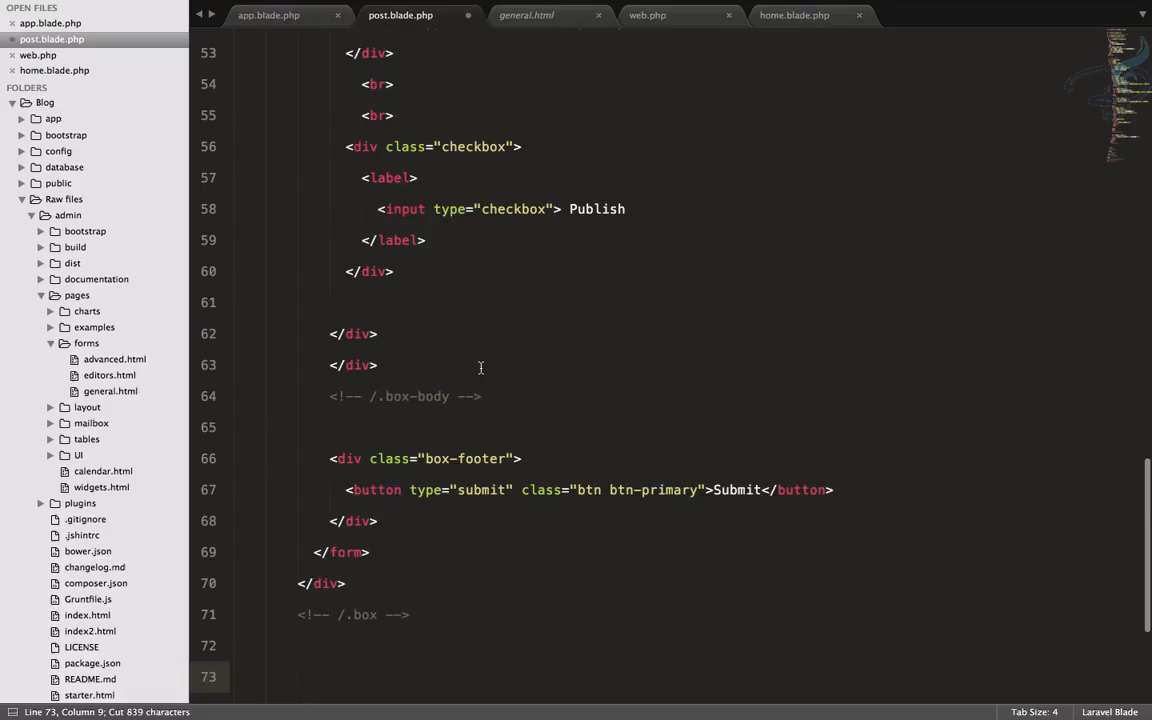 OPEN FILES
app.blade.php
post.blade.php
web.php
home.blade.php
FOLDERS
Blog
app
bootstrap
config
database
public
Raw files
admin
bootstrap
build
dist
documentation
pages
charts
examples
forms
advanced.html
editors.html
general.html
layout
mailbox
tables
UI
calendar.html
widgets.html
plugins
.gitignore
.jshintrc
bower.json
changelog.md
composer.json
Gruntfile.js
index.html
index2.html
LICENSE
package.json
README.md
starter.html
app.blade.php post.blade.php general.html web.php home.blade.php
53 </div>
54 <br>
55 <br>
56 <div class="checkbox">
57 <label>
58 <input type="checkbox"> Publish
59 </label>
60 </div>
61
62 </div>
63 </div>
64 <!-- /.box-body -->
65
66 <div class="box-footer">
67 <button type="submit" class="btn btn-primary">Submit</button>
68 </div>
69 </form>
70 </div>
71 <!-- /.box -->
72
73
Line 73, Column 9; Cut 839 characters Tab Size: 4 Laravel Blade